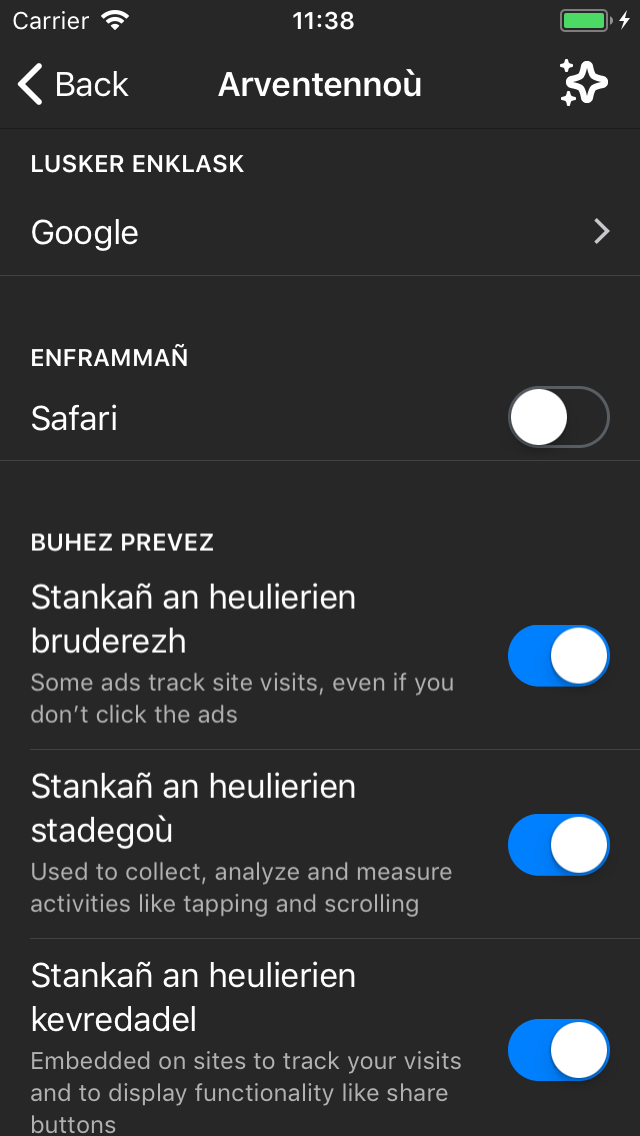 Carrier
11:38
Back
Arventennoù
LUSKER ENKLASK
Google
ENFRAMMAÑ
Safari
BUHEZ PREVEZ
Stankañ an heulierien
bruderezh
Some ads track site visits, even if you
don’t click the ads
Stankañ an heulierien
stadegoù
Used to collect, analyze and measure
activities like tapping and scrolling
Stankañ an heulierien
kevredadel
Embedded on sites to track your visits
and to display functionality like share
buttons